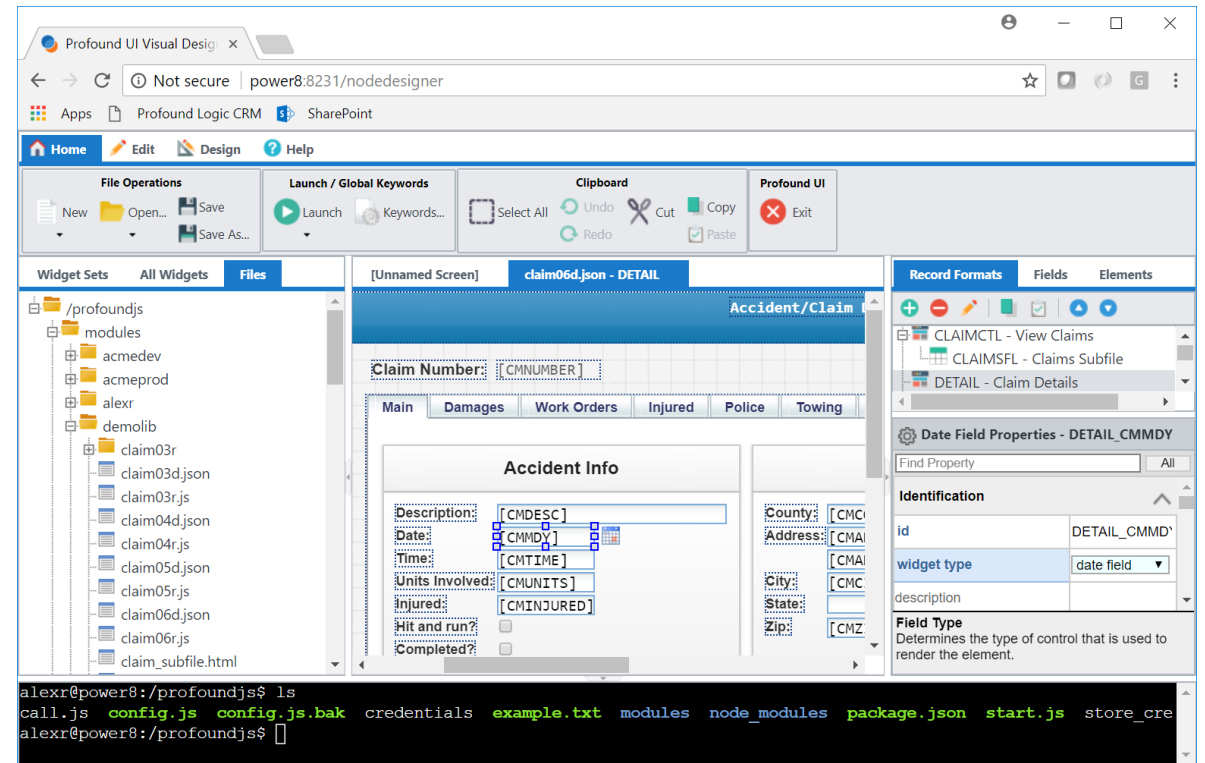 Profound UI Visual Desig
Not secure power8:8231/nodedesigner
Apps Profound Logic CRM SharePoint
Home Edit Design Help
File Operations
New Open... Save
Save As...
Launch / Global Keywords
Launch Keywords...
Clipboard
Select All Undo Cut Copy
Redo Paste
Profound UI
Exit
Widget Sets All Widgets Files
/profoundjs
modules
acmedev
acmeprod
alexr
demolib
claim03r
claim03d.json
claim03r.js
claim04d.json
claim04r.js
claim05d.json
claim05r.js
claim06d.json
claim06r.js
claim_subfile.html
[Unnamed Screen] claim06d.json - DETAIL
Accident/Claim
Claim Number: [CMNUMBER]
Main Damages Work Orders Injured Police Towing
Accident Info
Description: [CMDESC]
Date: [CMMDY]
Time: [CMTIME]
Units Involved: [CMUNITS]
Injured: [CMINJURED]
Hit and run?
Completed?
County: [CMC
Address: [CMA
[CMA
City: [CMC
State:
Zip: [CMZ
Record Formats Fields Elements
CLAIMCTL - View Claims
CLAIMSFL - Claims Subfile
DETAIL - Claim Details
Date Field Properties - DETAIL_CMMDY
Find Property All
Identification
id DETAIL_CMMD
widget type date field
description
Field Type
Determines the type of control that is used to
render the element.
alexr@power8:/profoundjs$ ls
call.js config.js config.js.bak credentials example.txt modules node_modules package.json start.js store_cre
alexr@power8:/profoundjs$